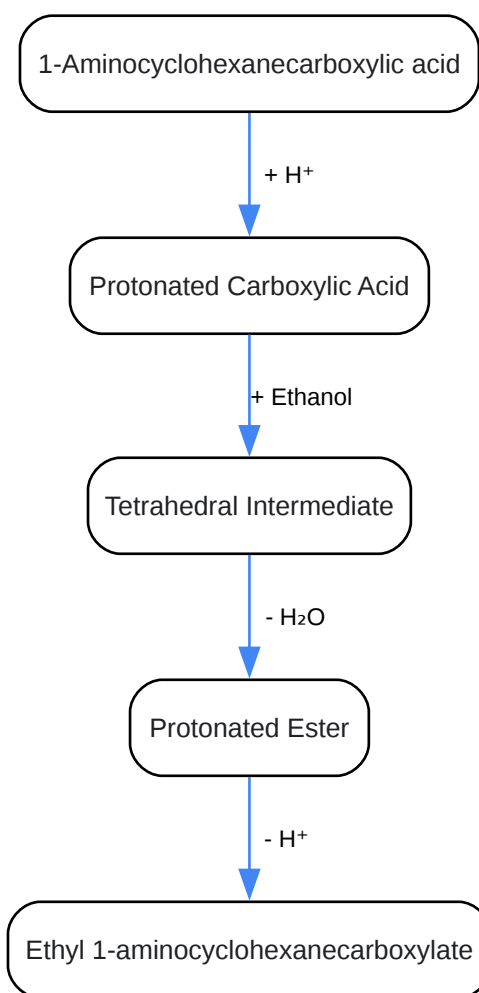 1-Aminocyclohexanecarboxylic acid
+ H⁺
Protonated Carboxylic Acid
+ Ethanol
Tetrahedral Intermediate
- H₂O
Protonated Ester
- H⁺
Ethyl 1-aminocyclohexanecarboxylate